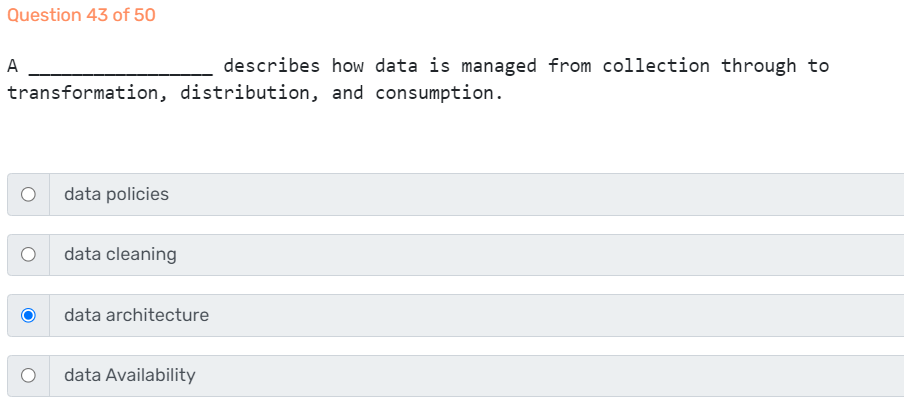 Question 43 of 50
A _________________ describes how data is managed from collection through to
transformation, distribution, and consumption.
data policies
data cleaning
data architecture
data Availability